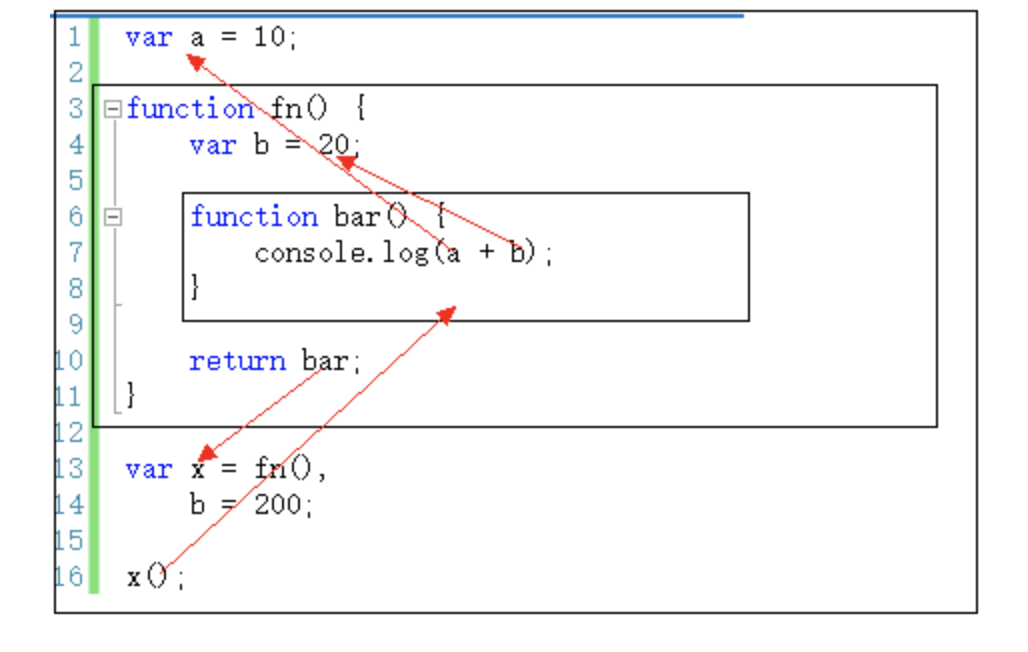 1 var a = 10;
2
3 function fn() {
4 var b = 20;
5
6 function bar() {
7 console.log(a + b);
8 }
9
10 return bar;
11 }
12
13 var x = fn(),
14 b = 200;
15
16 x();